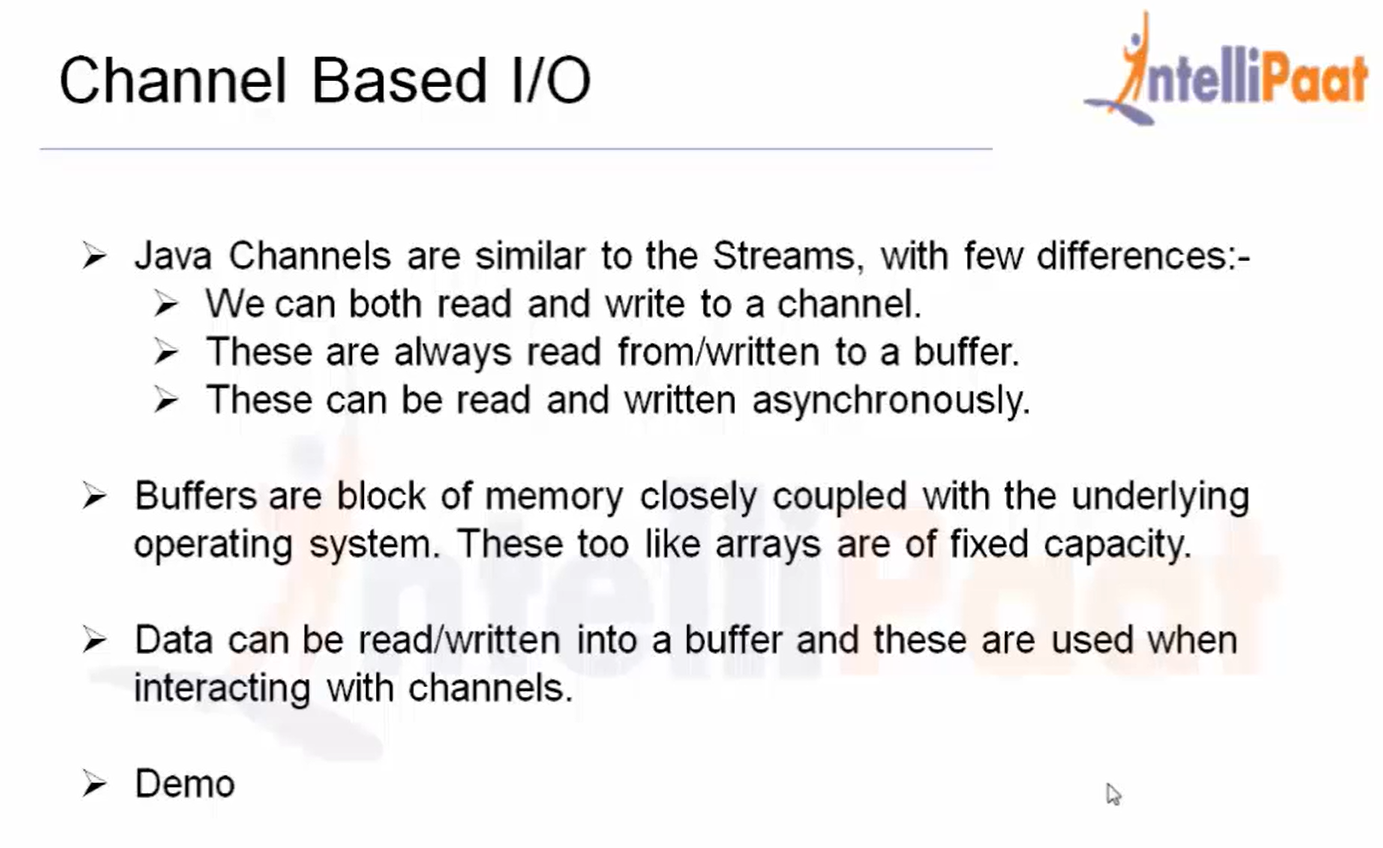 Channel Based I/O
IntelliPaat
Java Channels are similar to the Streams, with few differences:-
We can both read and write to a channel.
These are always read from/written to a buffer.
These can be read and written asynchronously.
Buffers are block of memory closely coupled with the underlying
operating system. These too like arrays are of fixed capacity.
Data can be read/written into a buffer and these are used when
interacting with channels.
Demo
IntelliPaat